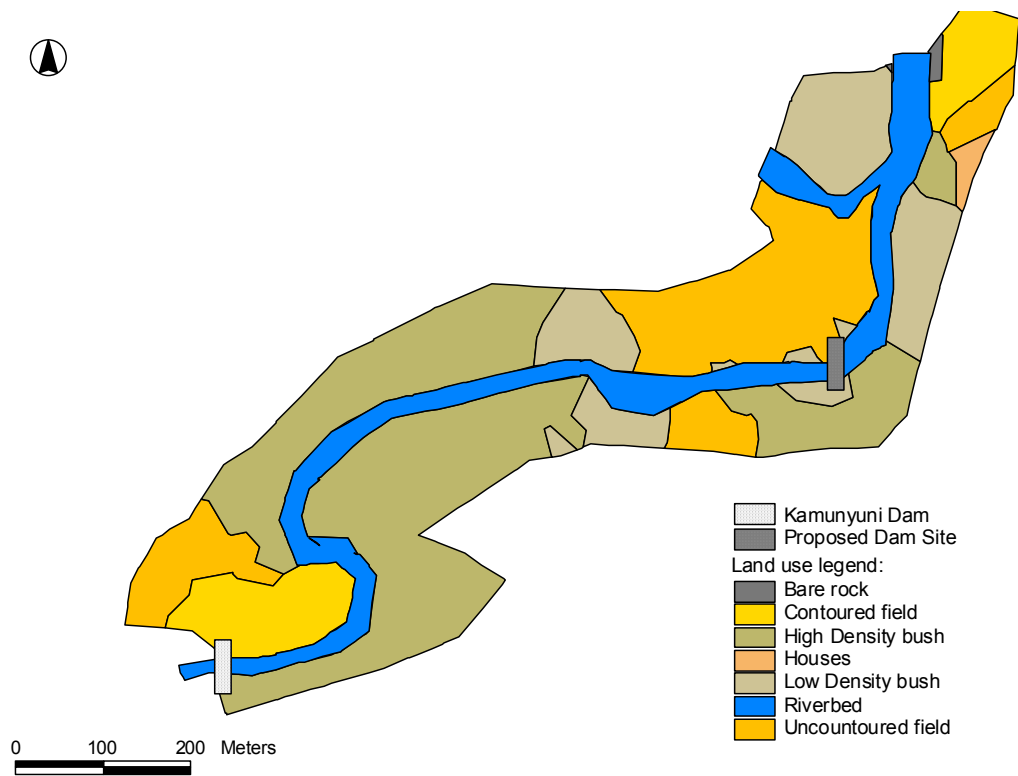 Kamunyuni Dam
Proposed Dam Site
Land use legend:
Bare rock
Contoured field
High Density bush
Houses
Low Density bush
Riverbed
Uncountoured field
0 100 200 Meters